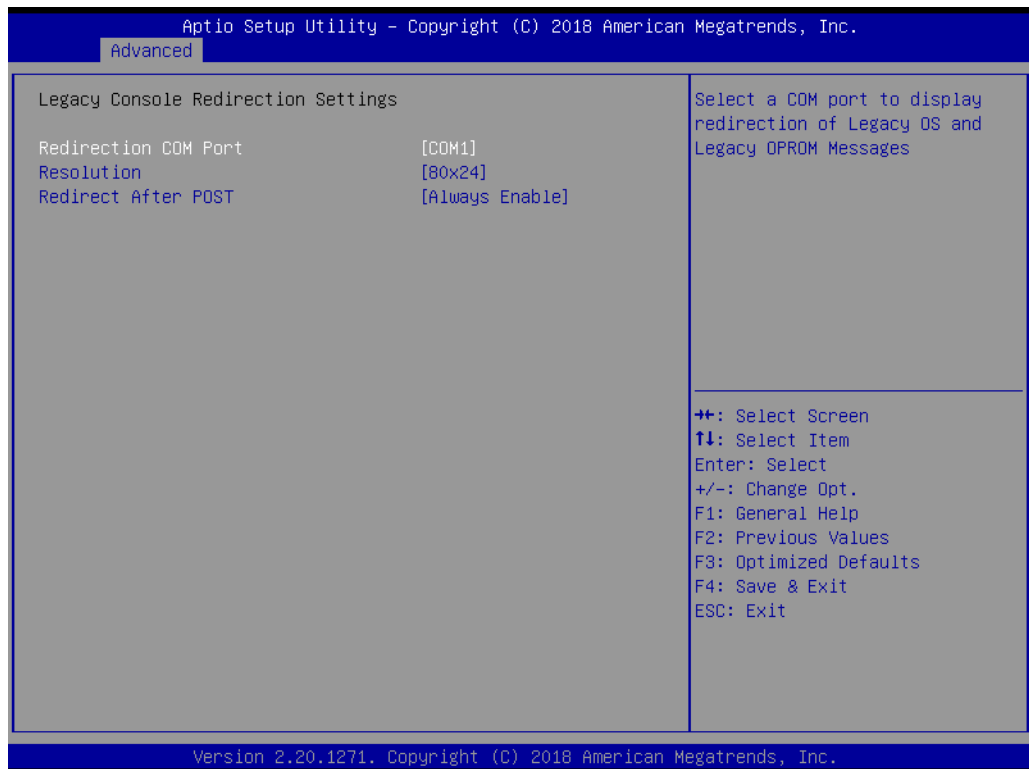 Aptio Setup Utility – Copyright (C) 2018 American Megatrends, Inc.
Advanced
Legacy Console Redirection Settings
Redirection COM Port [COM1]
Resolution [80x24]
Redirect After POST [Always Enable]
Select a COM port to display
redirection of Legacy OS and
Legacy OPROM Messages
→←: Select Screen
↑↓: Select Item
Enter: Select
+/-: Change Opt.
F1: General Help
F2: Previous Values
F3: Optimized Defaults
F4: Save & Exit
ESC: Exit
Version 2.20.1271. Copyright (C) 2018 American Megatrends, Inc.